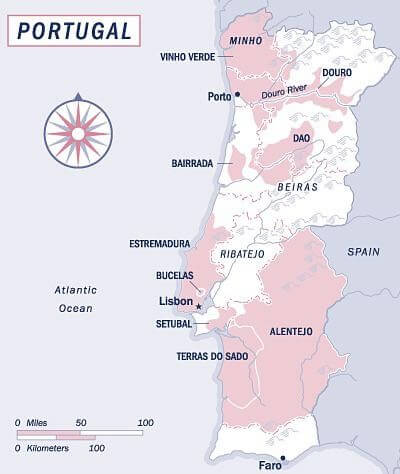 PORTUGAL
MINHO
VINHO VERDE
DOURO
Douro River
Porto
DAO
BAIRRADA
BEIRAS
ESTREMADURA
RIBATEJO
SPAIN
BUCELAS
Atlantic
Ocean
Lisbon
SETUBAL
ALENTEJO
TERRAS DO SADO
0 Miles 50 100
0 Kilometers 100
Faro